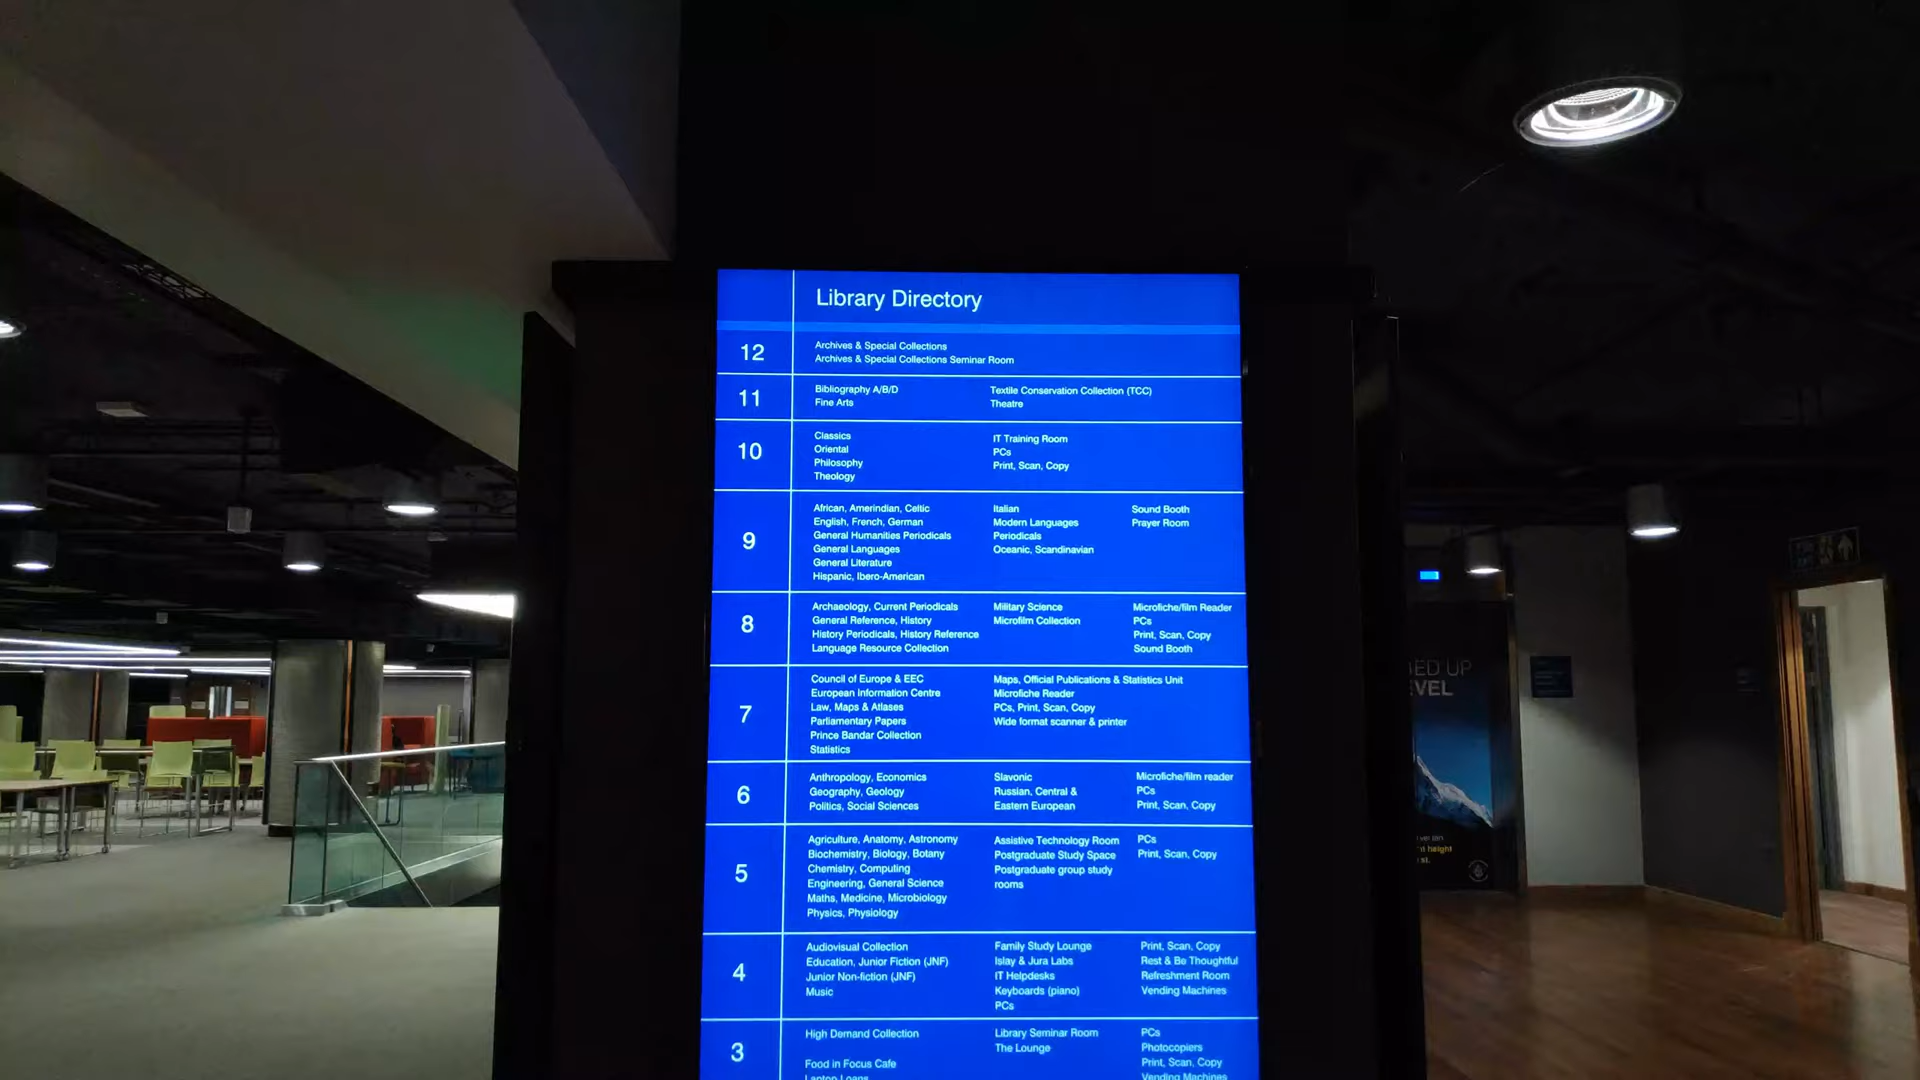 Library Directory
12
Archives & Special Collections
Archives & Special Collections Seminar Room
11
Bibliography A/B/D
Fine Arts
Textile Conservation Collection (TCC)
Theatre
10
Classics
Oriental
Philosophy
Theology
IT Training Room
PCs
Print, Scan, Copy
9
African, Amerindian, Celtic
English, French, German
General Humanities Periodicals
General Languages
General Literature
Hispanic, Ibero-American
Italian
Modern Languages
Periodicals
Oceanic, Scandinavian
Sound Booth
Prayer Room
8
Archaeology, Current Periodicals
General Reference, History
History Periodicals, History Reference
Language Resource Collection
Military Science
Microfilm Collection
Microfiche/film Reader
PCs
Print, Scan, Copy
Sound Booth
7
Council of Europe & EEC
European Information Centre
Law, Maps & Atlases
Parliamentary Papers
Prince Bandar Collection
Statistics
Maps, Official Publications & Statistics Unit
Microfiche Reader
PCs, Print, Scan, Copy
Wide format scanner & printer
6
Anthropology, Economics
Geography, Geology
Politics, Social Sciences
Slavonic
Russian, Central &
Eastern European
Microfiche/film reader
PCs
Print, Scan, Copy
5
Agriculture, Anatomy, Astronomy
Biochemistry, Biology, Botany
Chemistry, Computing
Engineering, General Science
Maths, Medicine, Microbiology
Physics, Physiology
Assistive Technology Room
Postgraduate Study Space
Postgraduate group study
rooms
PCs
Print, Scan, Copy
4
Audiovisual Collection
Education, Junior Fiction (JNF)
Junior Non-fiction (JNF)
Music
Family Study Lounge
Islay & Jura Labs
IT Helpdesks
Keyboards (piano)
PCs
Print, Scan, Copy
Rest & Be Thoughtful
Refreshment Room
Vending Machines
3
High Demand Collection
Food in Focus Cafe
Laptop Loans
Library Seminar Room
The Lounge
PCs
Photocopiers
Print, Scan, Copy
Vending Machines
UP
height